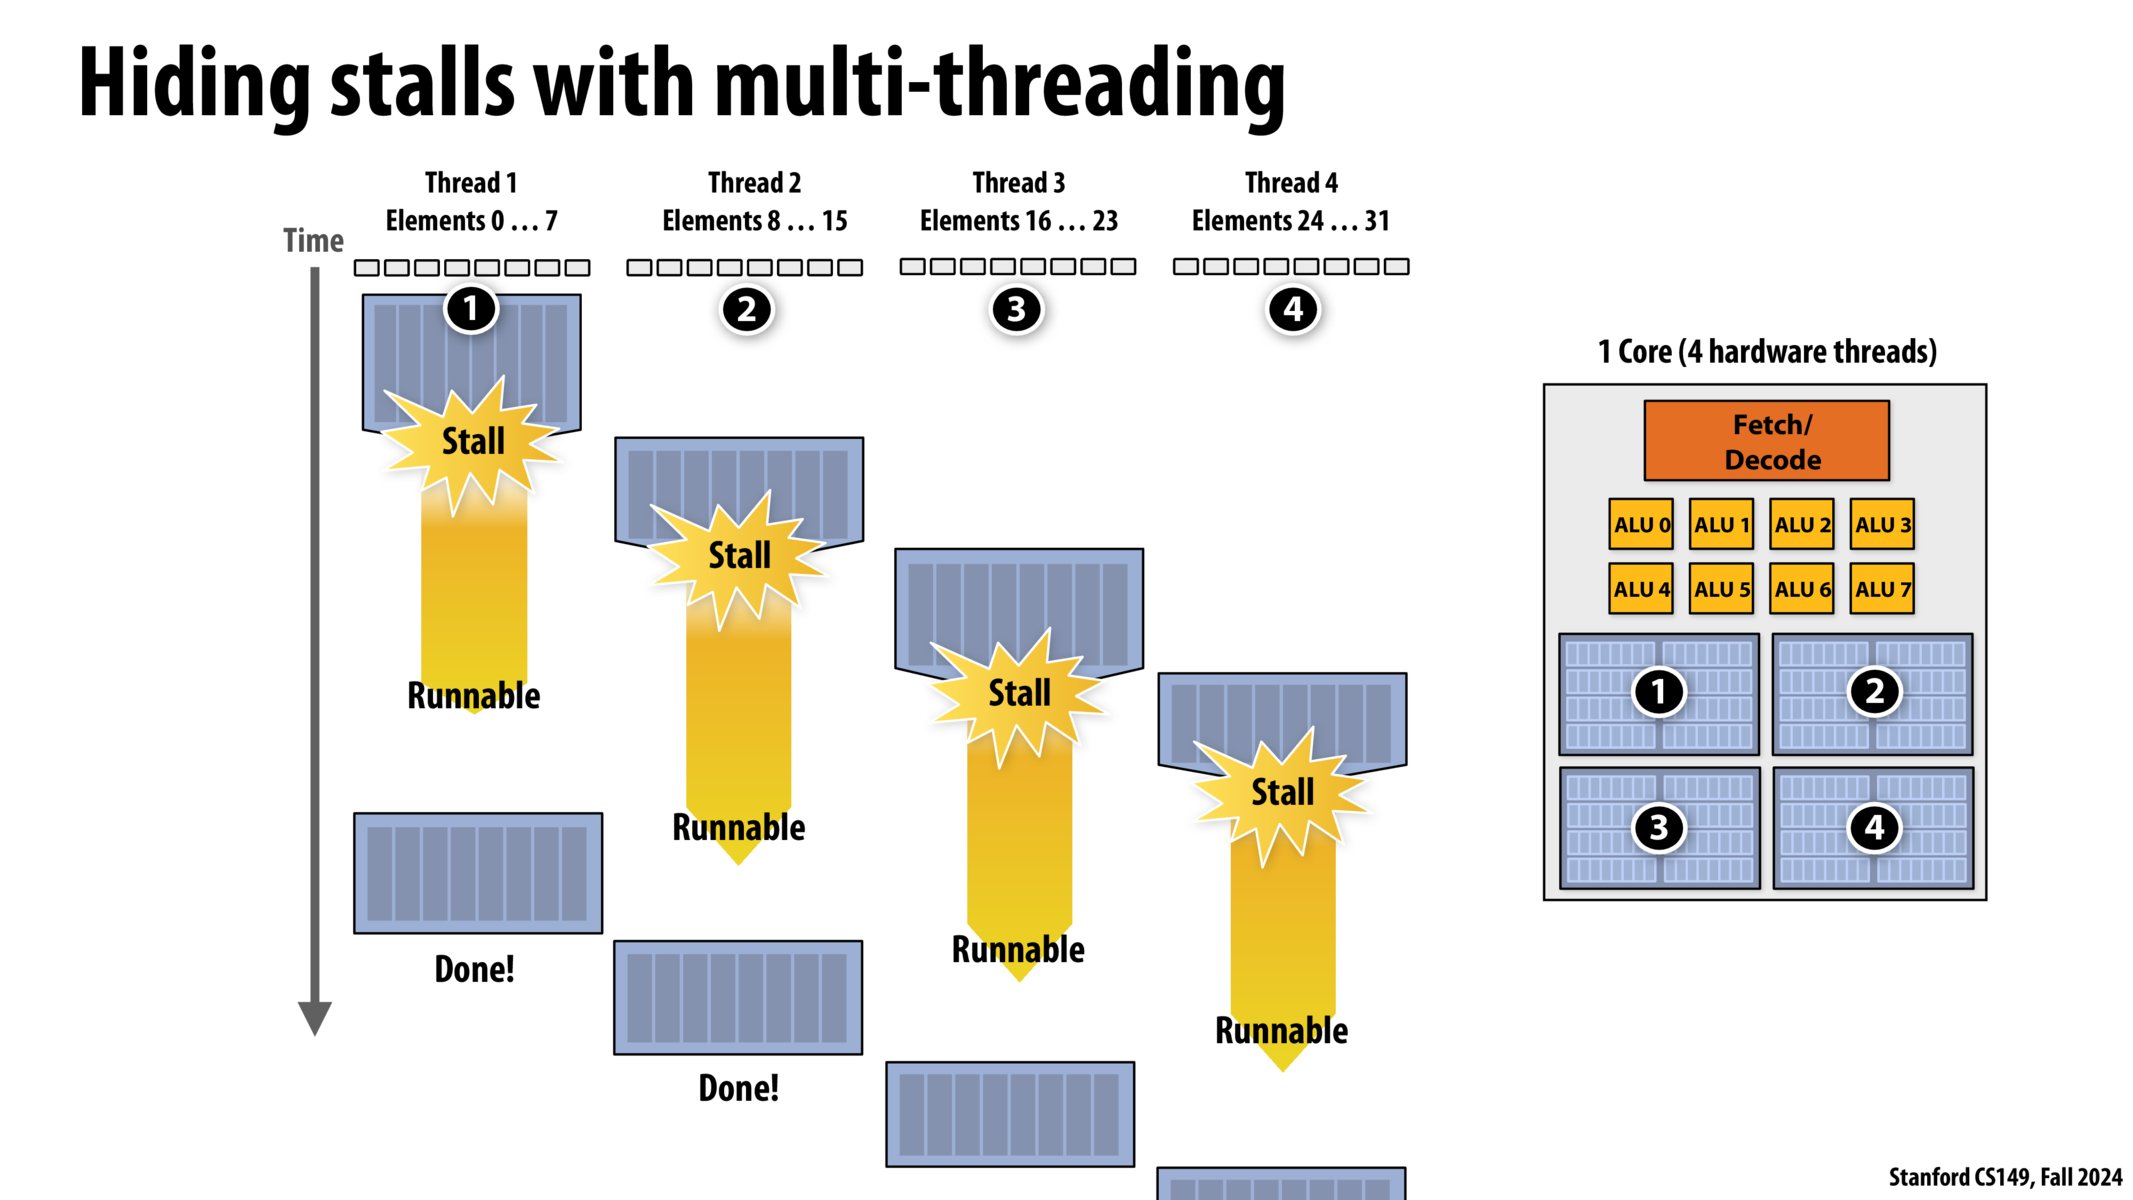 Hiding stalls with multi-threading
Time
Thread 1
Elements 0 … 7
Thread 2
Elements 8 … 15
Thread 3
Elements 16 … 23
Thread 4
Elements 24 … 31
1
2
3
4
Stall
Stall
Stall
Stall
Runnable
Runnable
Runnable
Runnable
Done!
Done!
1 Core (4 hardware threads)
Fetch/
Decode
ALU 0 ALU 1 ALU 2 ALU 3
ALU 4 ALU 5 ALU 6 ALU 7
1 2
3 4
Stanford CS149, Fall 2024